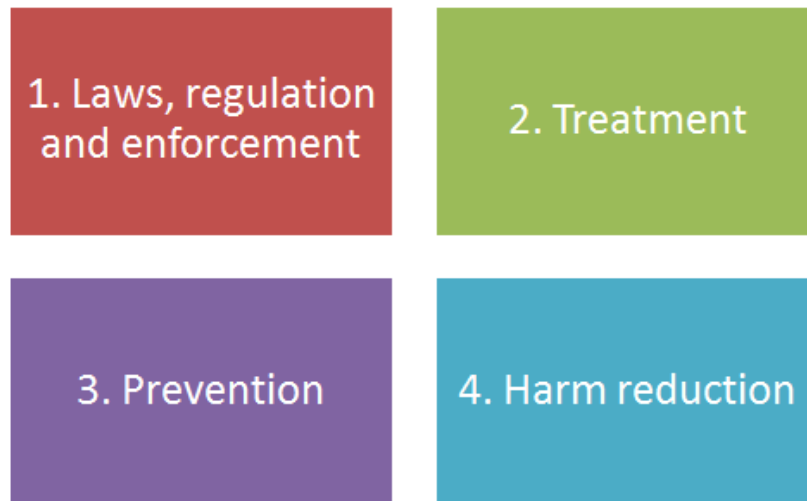 1. Laws, regulation
and enforcement
2. Treatment
3. Prevention
4. Harm reduction